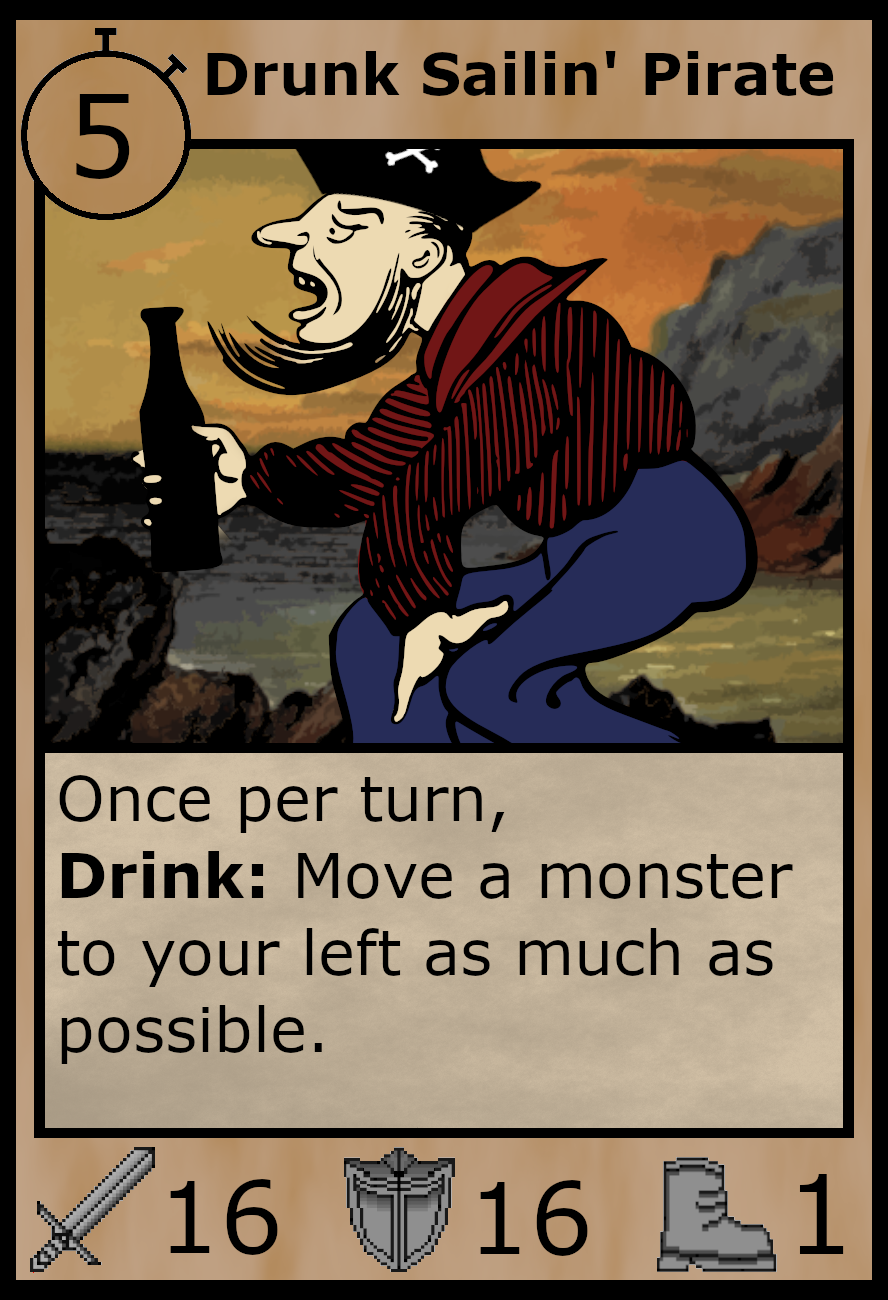 5
Drunk Sailin' Pirate
Once per turn,
Drink: Move a monster
to your left as much as
possible.
16
16
1